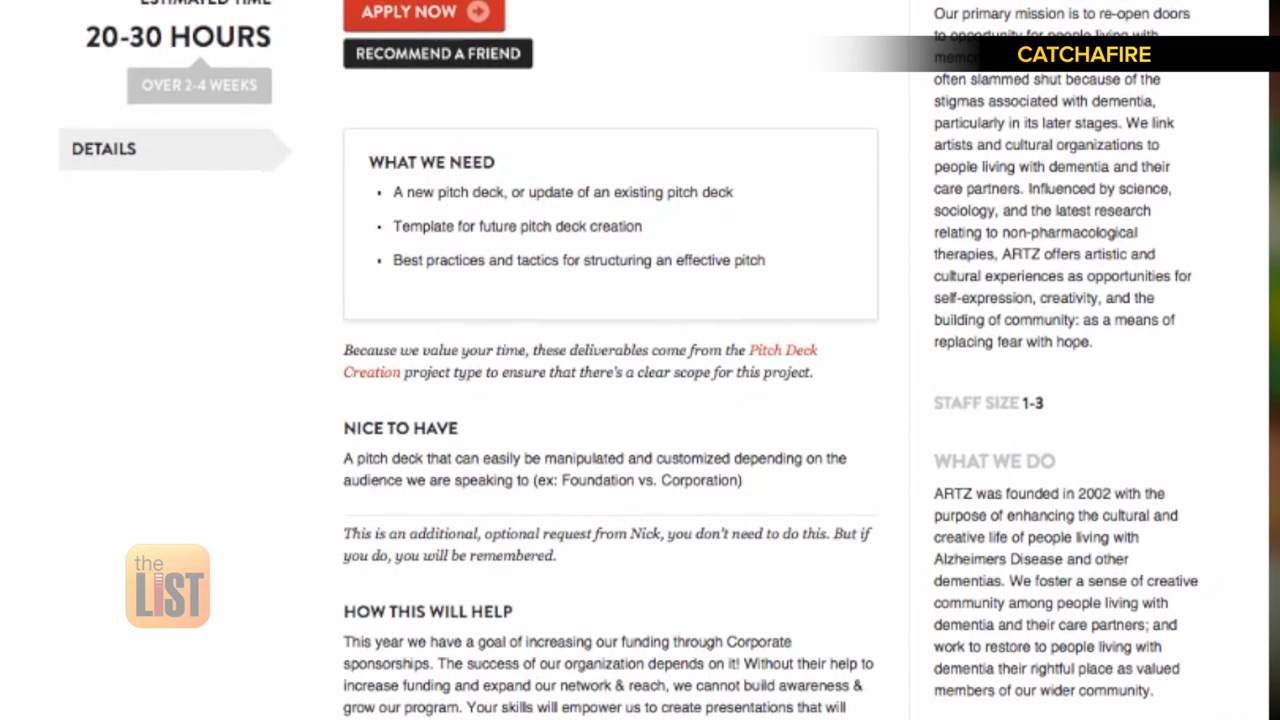 ESTIMATED TIME
20-30 HOURS
OVER 2-4 WEEKS
DETAILS
APPLY NOW
RECOMMEND A FRIEND
WHAT WE NEED
• A new pitch deck, or update of an existing pitch deck
• Template for future pitch deck creation
• Best practices and tactics for structuring an effective pitch
Because we value your time, these deliverables come from the Pitch Deck
Creation project type to ensure that there's a clear scope for this project.
NICE TO HAVE
A pitch deck that can easily be manipulated and customized depending on the
audience we are speaking to (ex: Foundation vs. Corporation)
This is an additional, optional request from Nick, you don't need to do this. But if
you do, you will be remembered.
HOW THIS WILL HELP
This year we have a goal of increasing our funding through Corporate
sponsorships. The success of our organization depends on it! Without their help to
increase funding and expand our network & reach, we cannot build awareness &
grow our program. Your skills will empower us to create presentations that will
CATCHAFIRE
Our primary mission is to re-open doors
to opportunity for people living with
often slammed shut because of the
stigmas associated with dementia,
particularly in its later stages. We link
artists and cultural organizations to
people living with dementia and their
care partners. Influenced by science,
sociology, and the latest research
relating to non-pharmacological
therapies, ARTZ offers artistic and
cultural experiences as opportunities for
self-expression, creativity, and the
building of community: as a means of
replacing fear with hope.
STAFF SIZE 1-3
WHAT WE DO
ARTZ was founded in 2002 with the
purpose of enhancing the cultural and
creative life of people living with
Alzheimers Disease and other
dementias. We foster a sense of creative
community among people living with
dementia and their care partners; and
work to restore to people living with
dementia their rightful place as valued
members of our wider community.
the
LIST